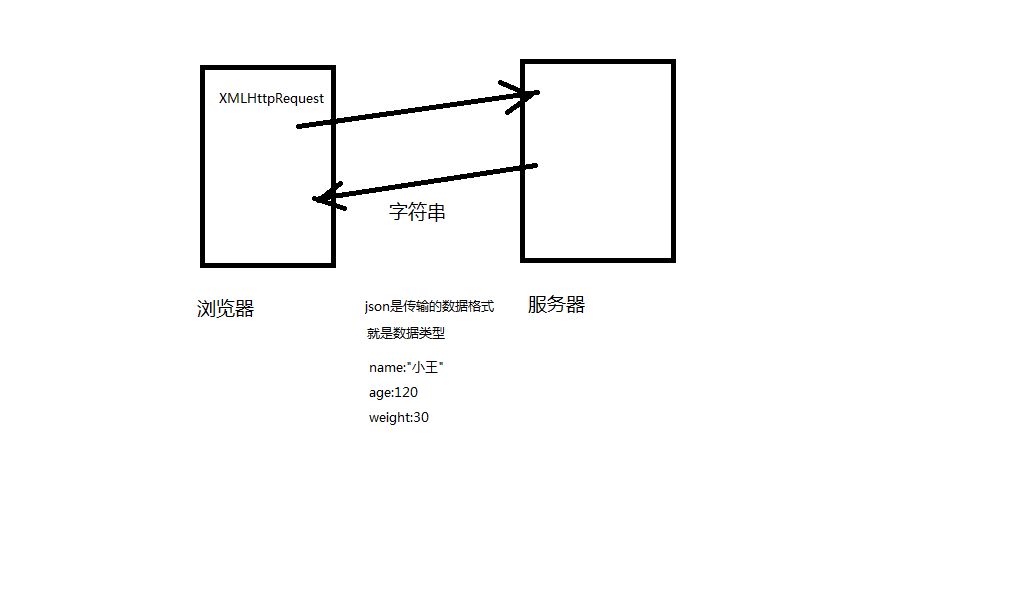 XMLHttpRequest
字符串
浏览器
服务器
json是传输的数据格式
就是数据类型
name:"小王"
age:120
weight:30